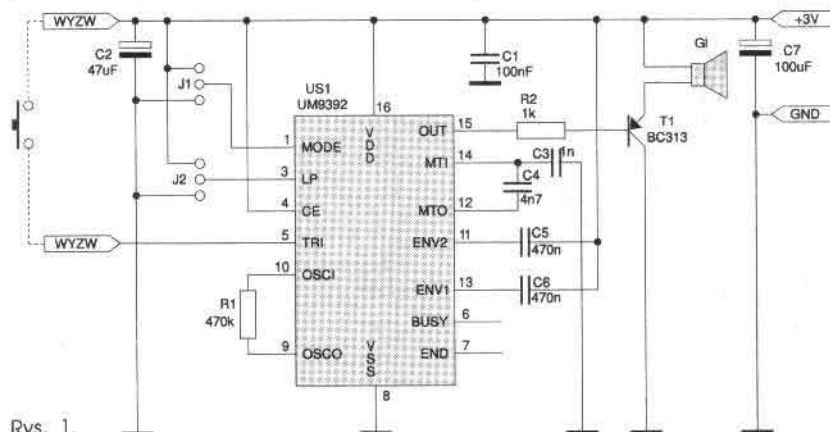 WYZW
+3V
C2
47uF
J1
US1
UM9392
C1
100nF
Gl
C7
100uF
R2
1k
GND
T1
BC313
16
VDD
1
MODE
OUT
15
3
LP
MTI
14
C3
1n
J2
C4
4n7
4
CE
MTO
12
WYZW
5
TRI
ENV2
11
C5
470n
10
OSCI
ENV1
13
C6
470n
R1
470k
BUSY
6
9
OSCO
VSS
END
7
8
Rys. 1.